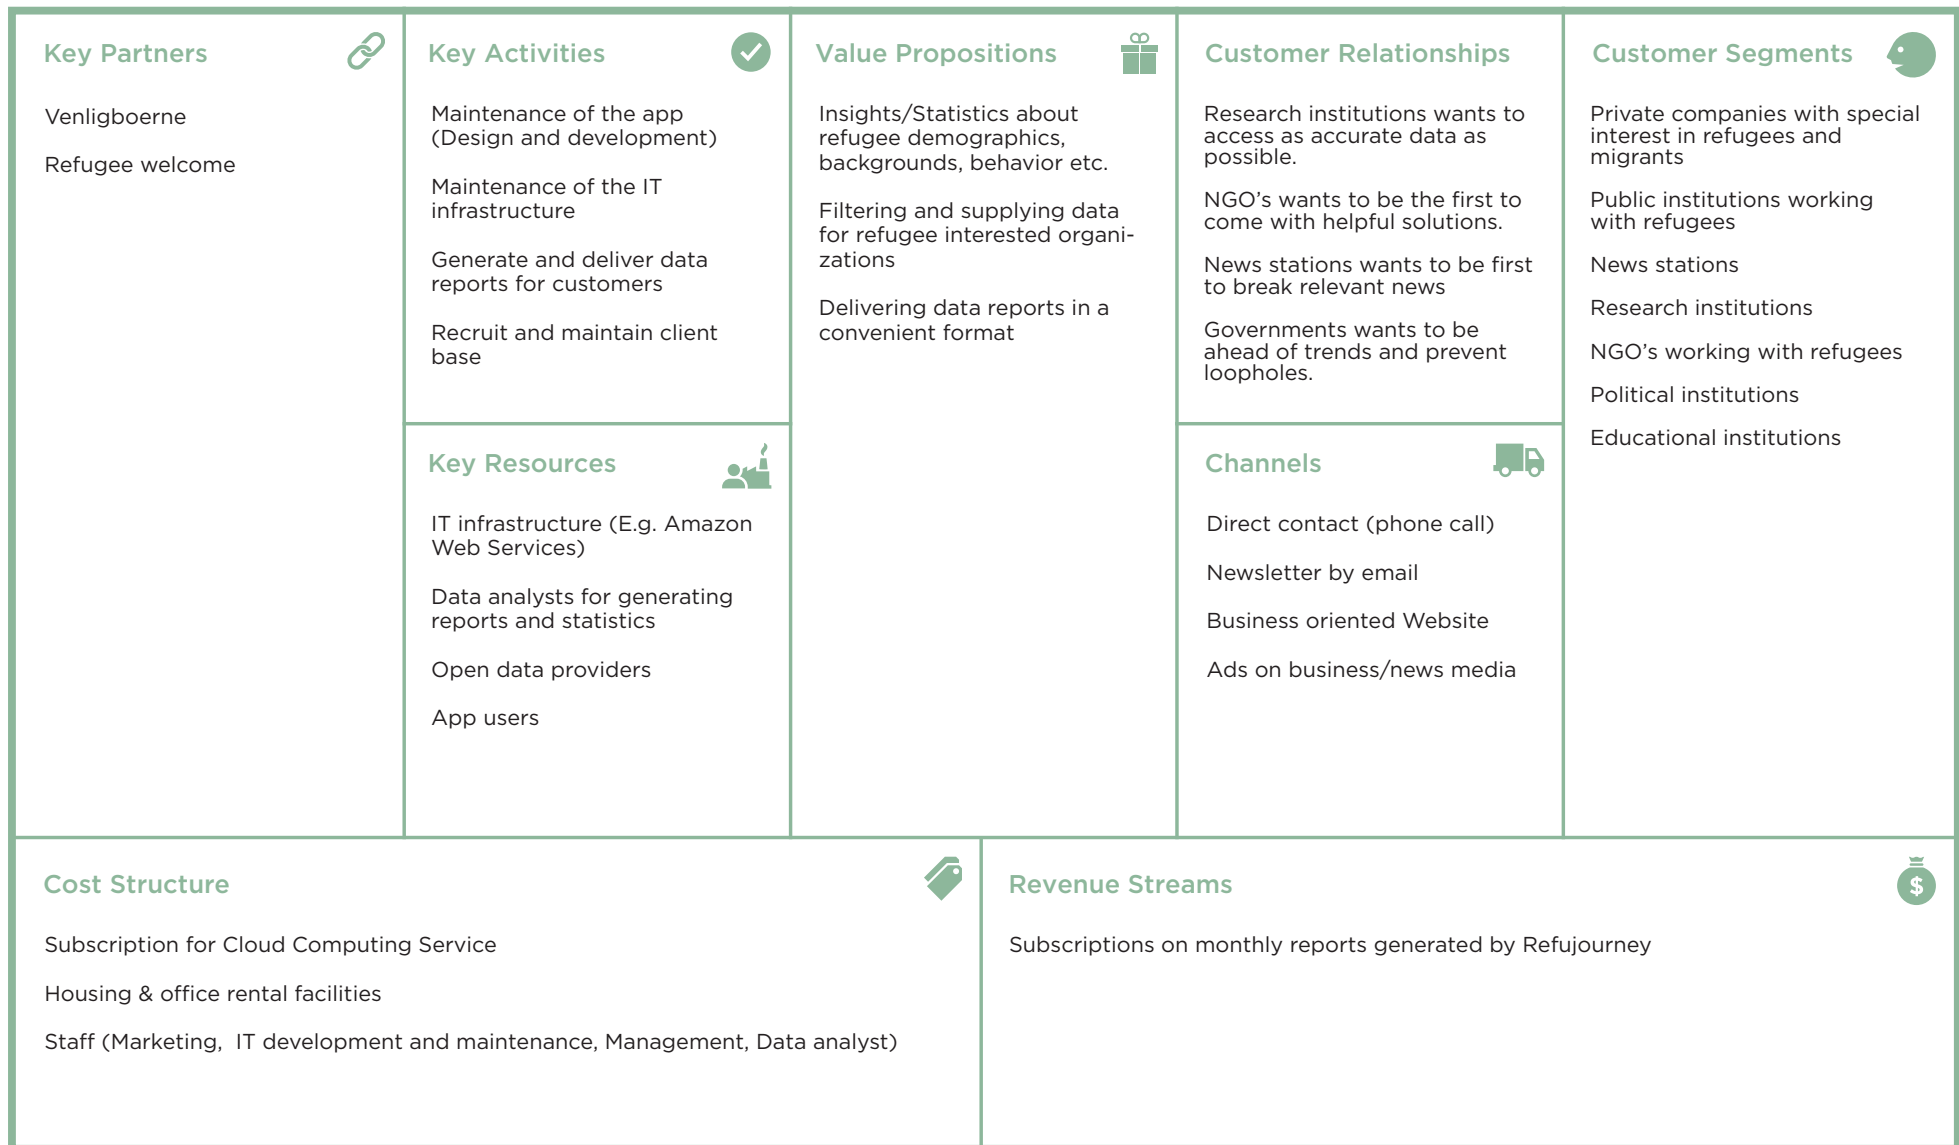 Key Partners
Venligboerne
Refugee welcome
Key Activities
Maintenance of the app
(Design and development)
Maintenance of the IT
infrastructure
Generate and deliver data
reports for customers
Recruit and maintain client
base
Key Resources
IT infrastructure (E.g. Amazon
Web Services)
Data analysts for generating
reports and statistics
Open data providers
App users
Value Propositions
Insights/Statistics about
refugee demographics,
backgrounds, behavior etc.
Filtering and supplying data
for refugee interested organi-
zations
Delivering data reports in a
convenient format
Customer Relationships
Research institutions wants to
access as accurate data as
possible.
NGO's wants to be the first to
come with helpful solutions.
News stations wants to be first
to break relevant news
Governments wants to be
ahead of trends and prevent
loopholes.
Channels
Direct contact (phone call)
Newsletter by email
Business oriented Website
Ads on business/news media
Customer Segments
Private companies with special
interest in refugees and
migrants
Public institutions working
with refugees
News stations
Research institutions
NGO's working with refugees
Political institutions
Educational institutions
Cost Structure
Subscription for Cloud Computing Service
Housing & office rental facilities
Staff (Marketing,  IT development and maintenance, Management, Data analyst)
Revenue Streams
$
Subscriptions on monthly reports generated by Refujourney